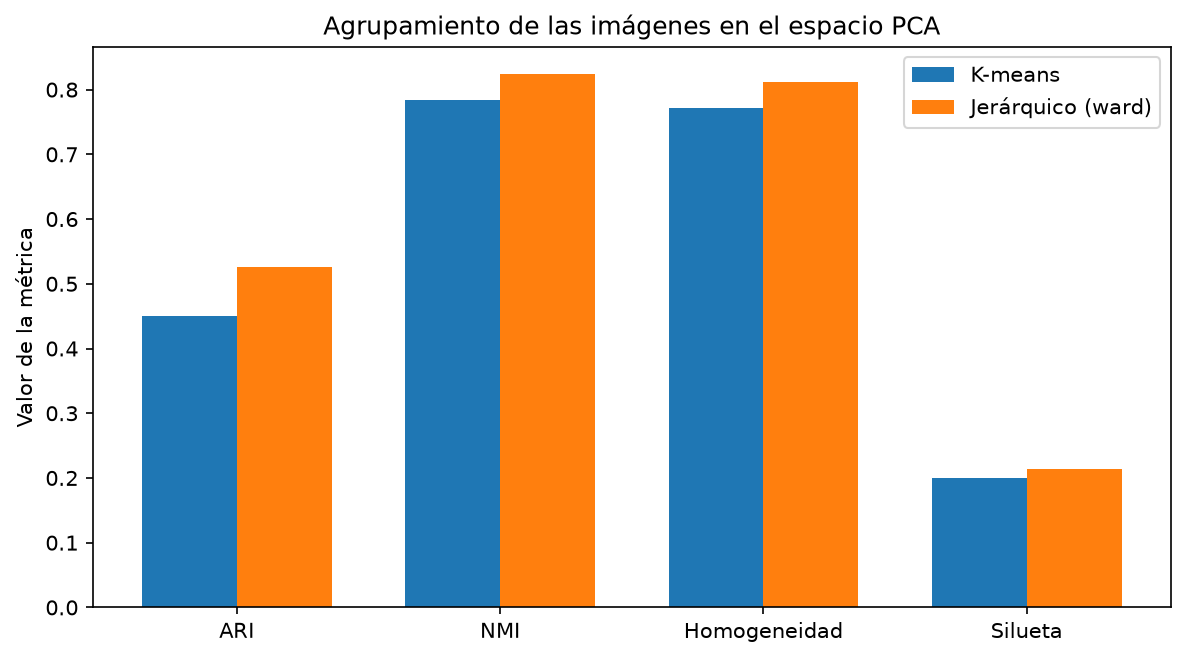 Agrupamiento de las imágenes en el espacio PCA
K-means
Jerárquico (ward)
Valor de la métrica
0.8
0.7
0.6
0.5
0.4
0.3
0.2
0.1
0.0
ARI
NMI
Homogeneidad
Silueta